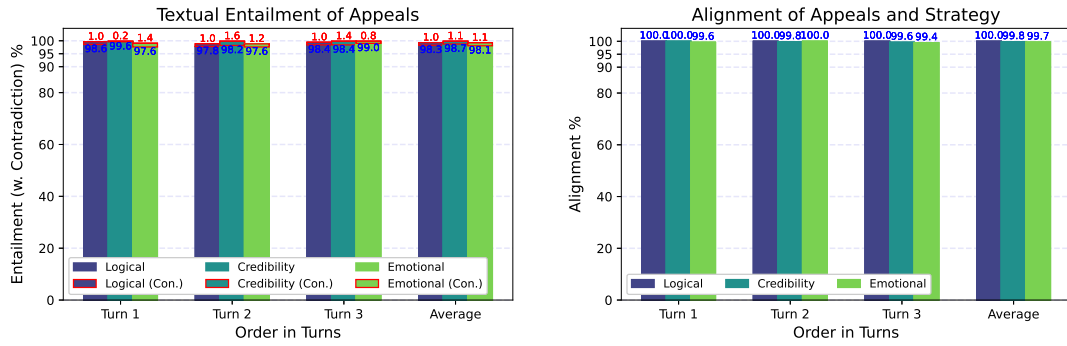 Textual Entailment of Appeals
Entailment (w. Contradiction) %
100
95
90
80
60
40
20
0
1.0 0.2 1.4
98.6 99.6 97.6
1.0 1.6 1.2
97.8 98.2 97.6
1.0 1.4 0.8
98.4 98.4 99.0
1.0 1.1 1.1
98.3 98.7 98.1
Logical Credibility Emotional
Logical (Con.) Credibility (Con.) Emotional (Con.)
Turn 1 Turn 2 Turn 3 Average
Order in Turns
Alignment of Appeals and Strategy
Alignment %
100
95
90
80
60
40
20
0
100.0 100.0 99.6
100.0 99.8 100.0
100.0 99.6 99.4
100.0 99.8 99.7
Logical Credibility Emotional
Turn 1 Turn 2 Turn 3 Average
Order in Turns